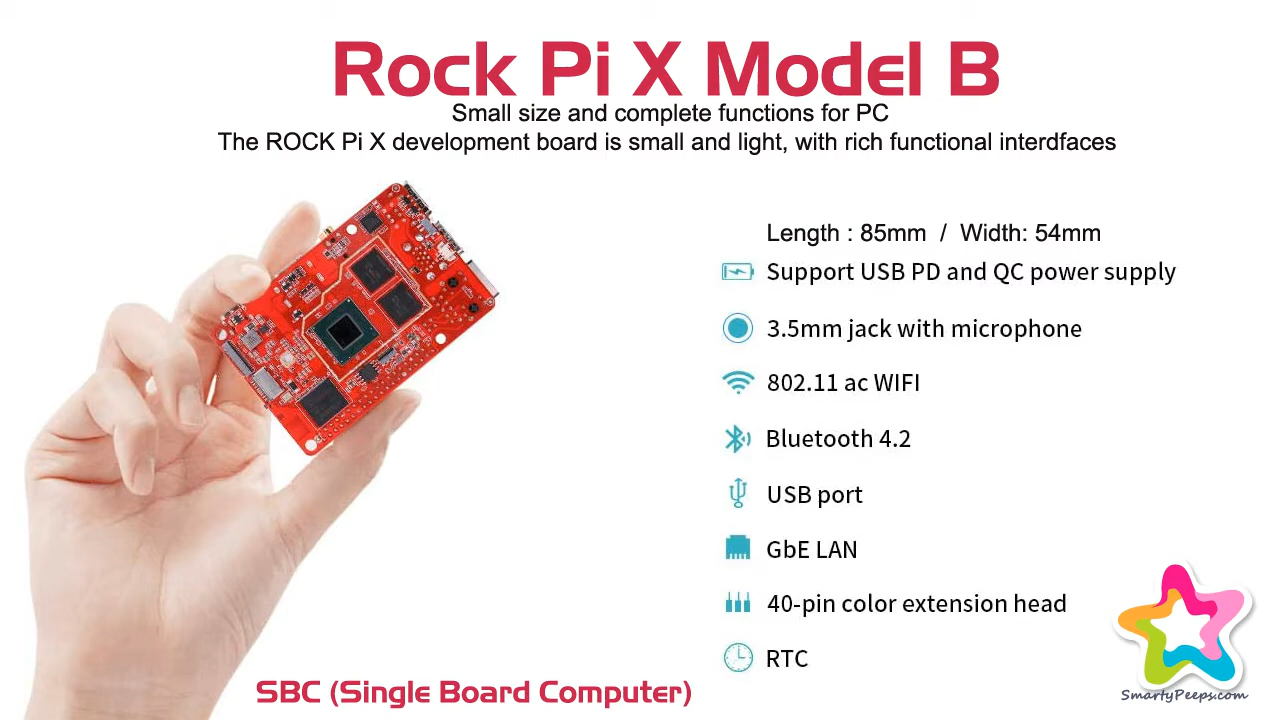 Rock Pi X Model B
Small size and complete functions for PC
The ROCK Pi X development board is small and light, with rich functional interdfaces
Length : 85mm / Width: 54mm
Support USB PD and QC power supply
3.5mm jack with microphone
802.11 ac WIFI
Bluetooth 4.2
USB port
GbE LAN
40-pin color extension head
RTC
SBC (Single Board Computer)
SmartyPeeps.com